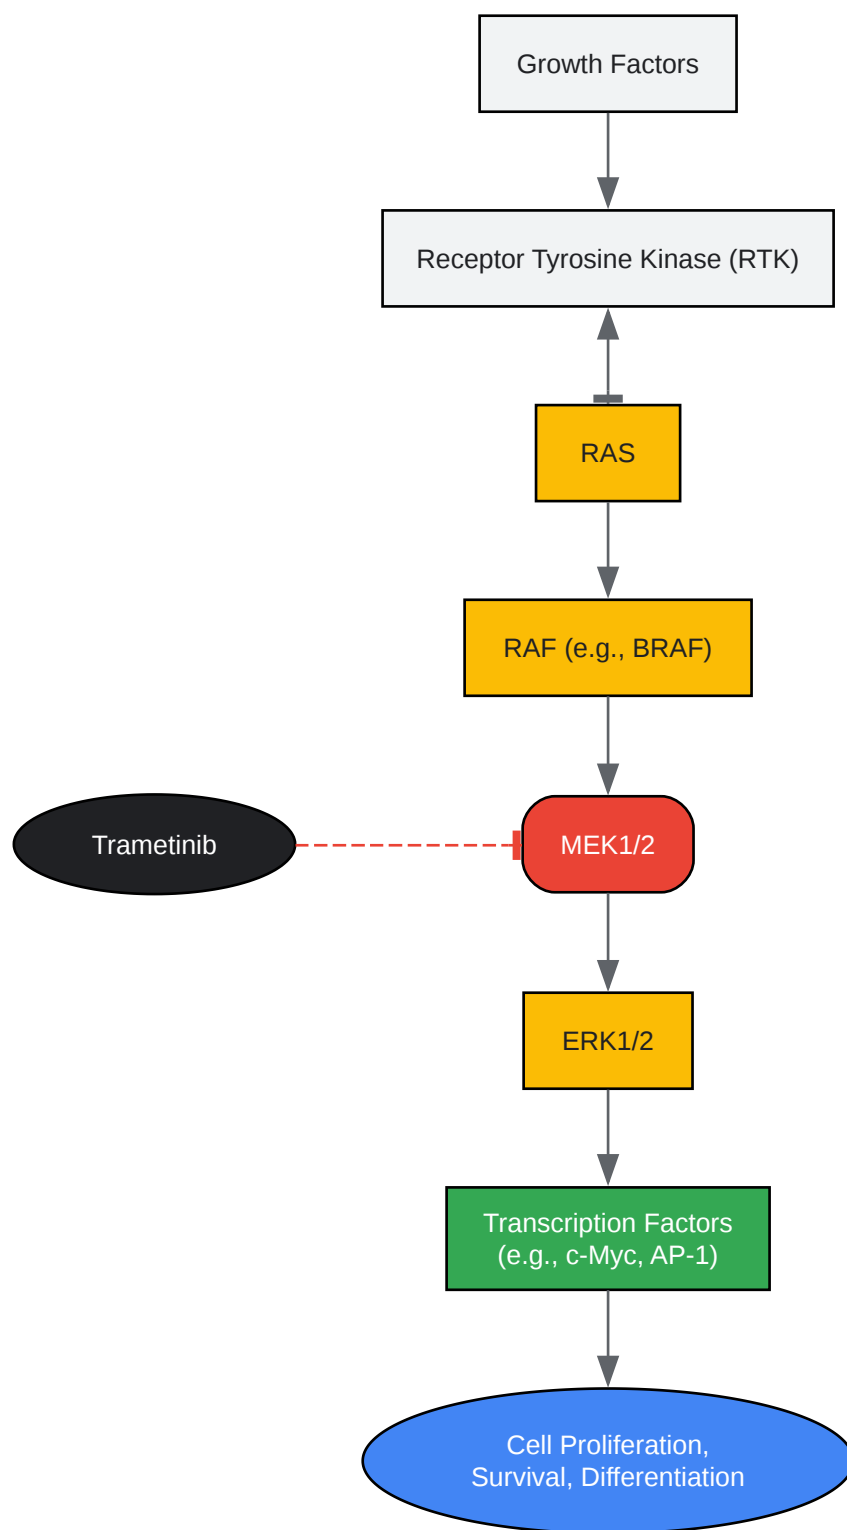 Growth Factors
Receptor Tyrosine Kinase (RTK)
RAS
RAF (e.g., BRAF)
Trametinib
MEK1/2
ERK1/2
Transcription Factors
(e.g., c-Myc, AP-1)
Cell Proliferation,
Survival, Differentiation